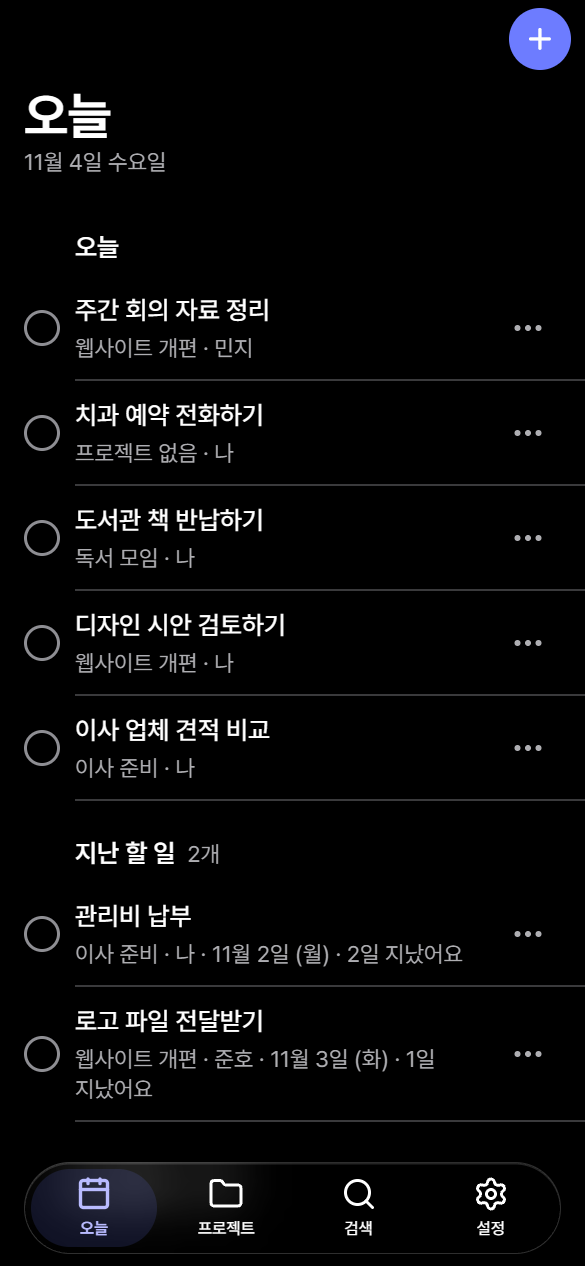 오늘
11월 4일 수요일
오늘
주간 회의 자료 정리
웹사이트 개편 · 민지
치과 예약 전화하기
프로젝트 없음 · 나
도서관 책 반납하기
독서 모임 · 나
디자인 시안 검토하기
웹사이트 개편 · 나
이사 업체 견적 비교
이사 준비 · 나
지난 할 일 2개
관리비 납부
이사 준비 · 나 · 11월 2일 (월) · 2일 지났어요
로고 파일 전달받기
웹사이트 개편 · 준호 · 11월 3일 (화) · 1일
지났어요
오늘 프로젝트 검색 설정